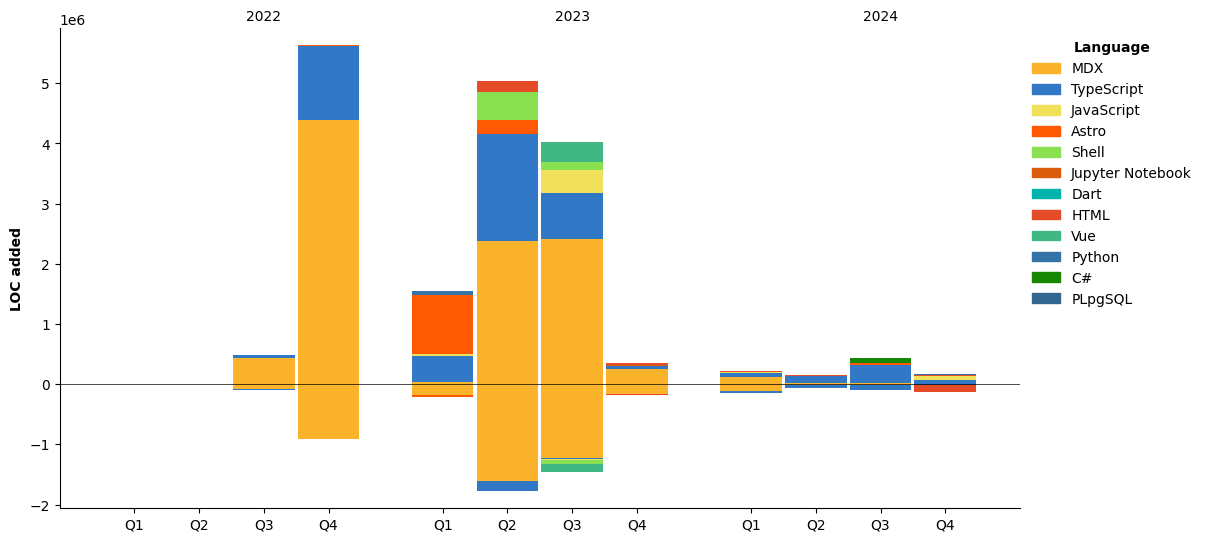 1e6
2022 2023 2024
LOC added
5
4
3
2
1
0
−1
−2
Q1 Q2 Q3 Q4 Q1 Q2 Q3 Q4 Q1 Q2 Q3 Q4
Language
MDX
TypeScript
JavaScript
Astro
Shell
Jupyter Notebook
Dart
HTML
Vue
Python
C#
PLpgSQL